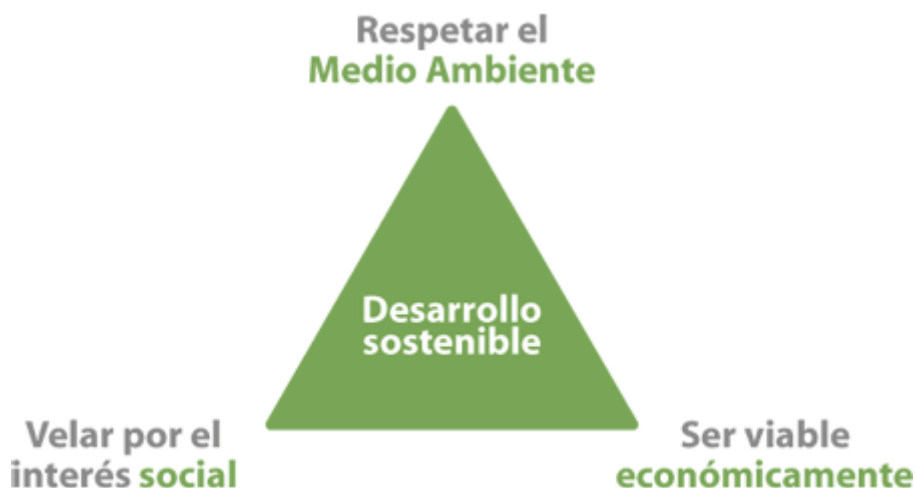 Respetar el
Medio Ambiente
Desarrollo
sostenible
Velar por el
interés social
Ser viable
económicamente